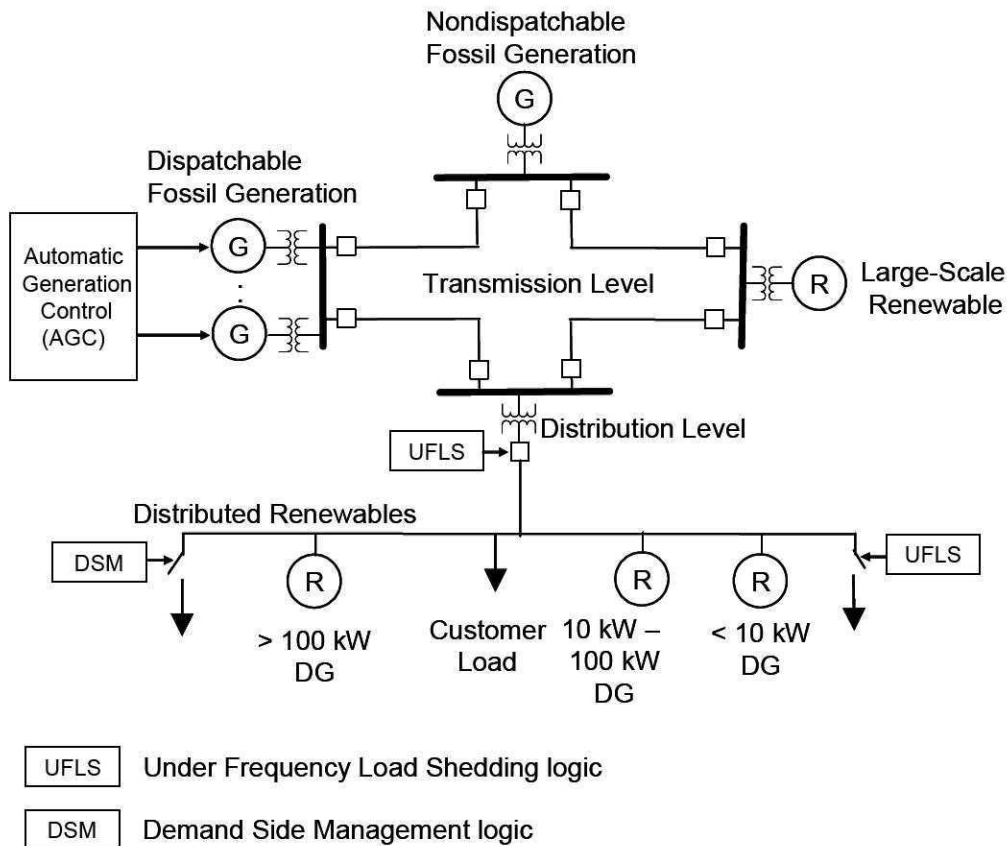 Nondispatchable
Fossil Generation
G
Dispatchable
Fossil Generation
Automatic
Generation
Control
(AGC)
G
G
Transmission Level
R
Large-Scale
Renewable
Distribution Level
UFLS
Distributed Renewables
DSM
R
R
R
UFLS
> 100 kW
DG
Customer
Load
10 kW –
100 kW
DG
< 10 kW
DG
UFLS
Under Frequency Load Shedding logic
DSM
Demand Side Management logic